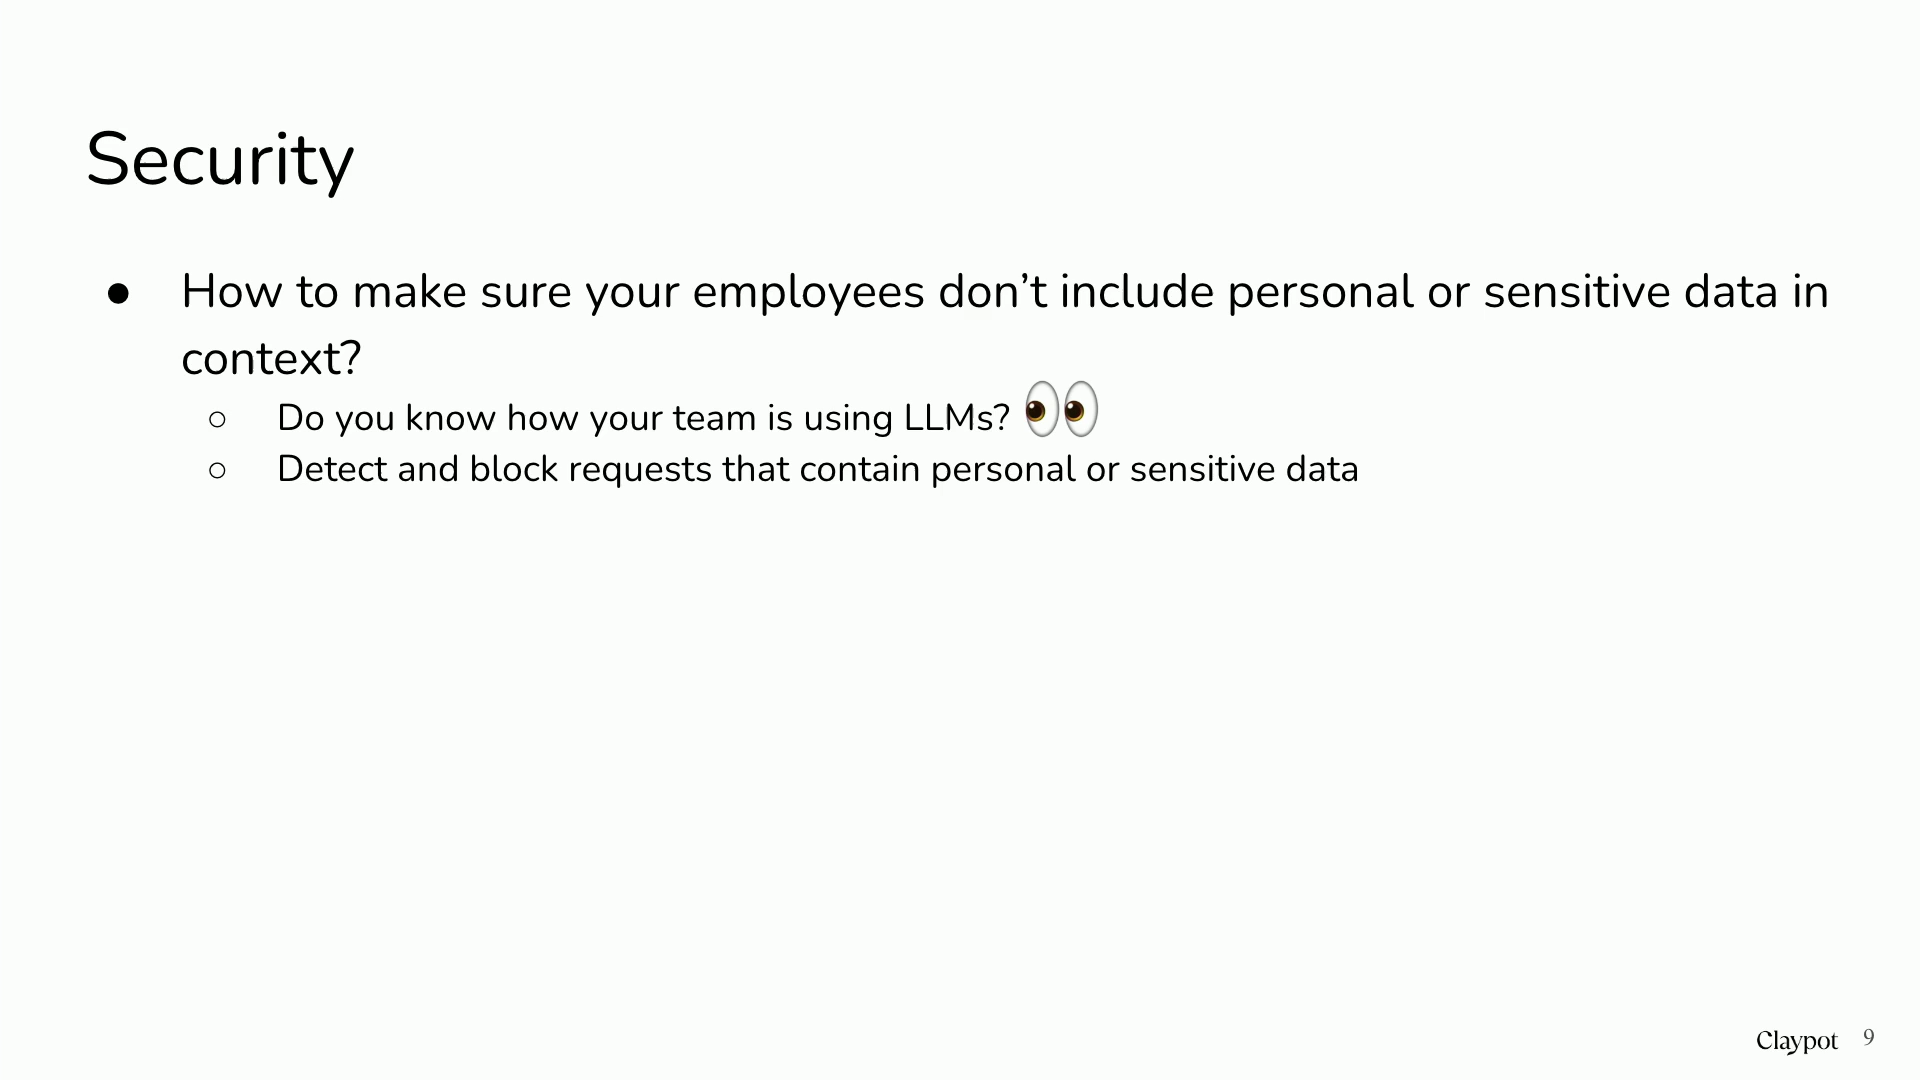 Security
● How to make sure your employees don’t include personal or sensitive data in
context?
○ Do you know how your team is using LLMs? 👀
○ Detect and block requests that contain personal or sensitive data
Claypot 9